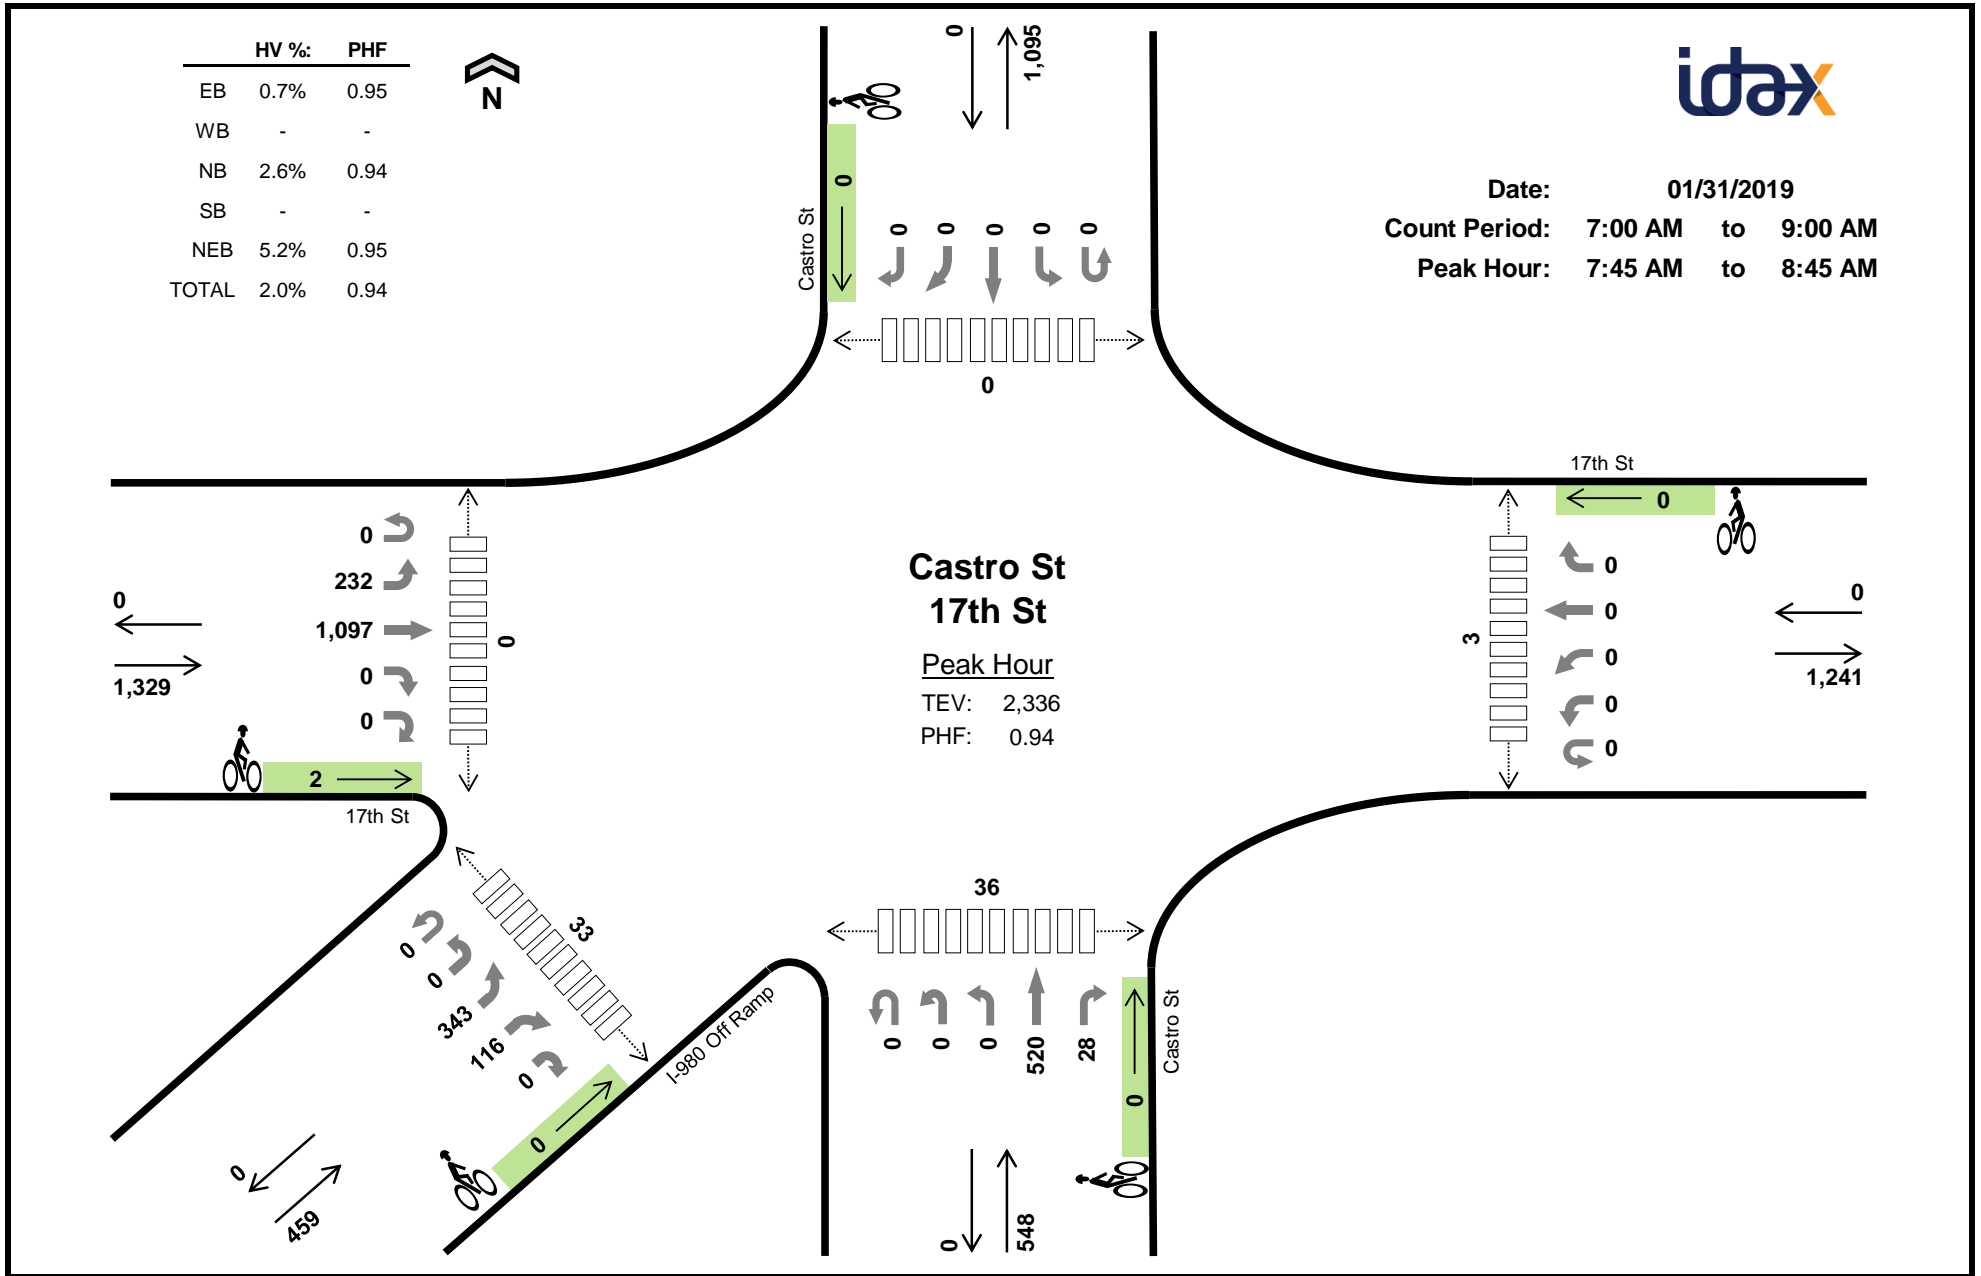 HV %: PHF
EB 0.7% 0.95
WB - -
NB 2.6% 0.94
SB - -
NEB 5.2% 0.95
TOTAL 2.0% 0.94
N
idax
Date: 01/31/2019
Count Period: 7:00 AM to 9:00 AM
Peak Hour: 7:45 AM to 8:45 AM
0
1,095
0
Castro St
0 0 0 0 0
0
17th St
0
0
0
0
0
0
0
1,241
3
0
232
1,097
0
0
0
1,329
0
2
17th St
Castro St
17th St
Peak Hour
TEV: 2,336
PHF: 0.94
33
0
0
343
116
0
I-980 Off Ramp
0
0
459
36
0 0 0 520 28
Castro St
0
0
548